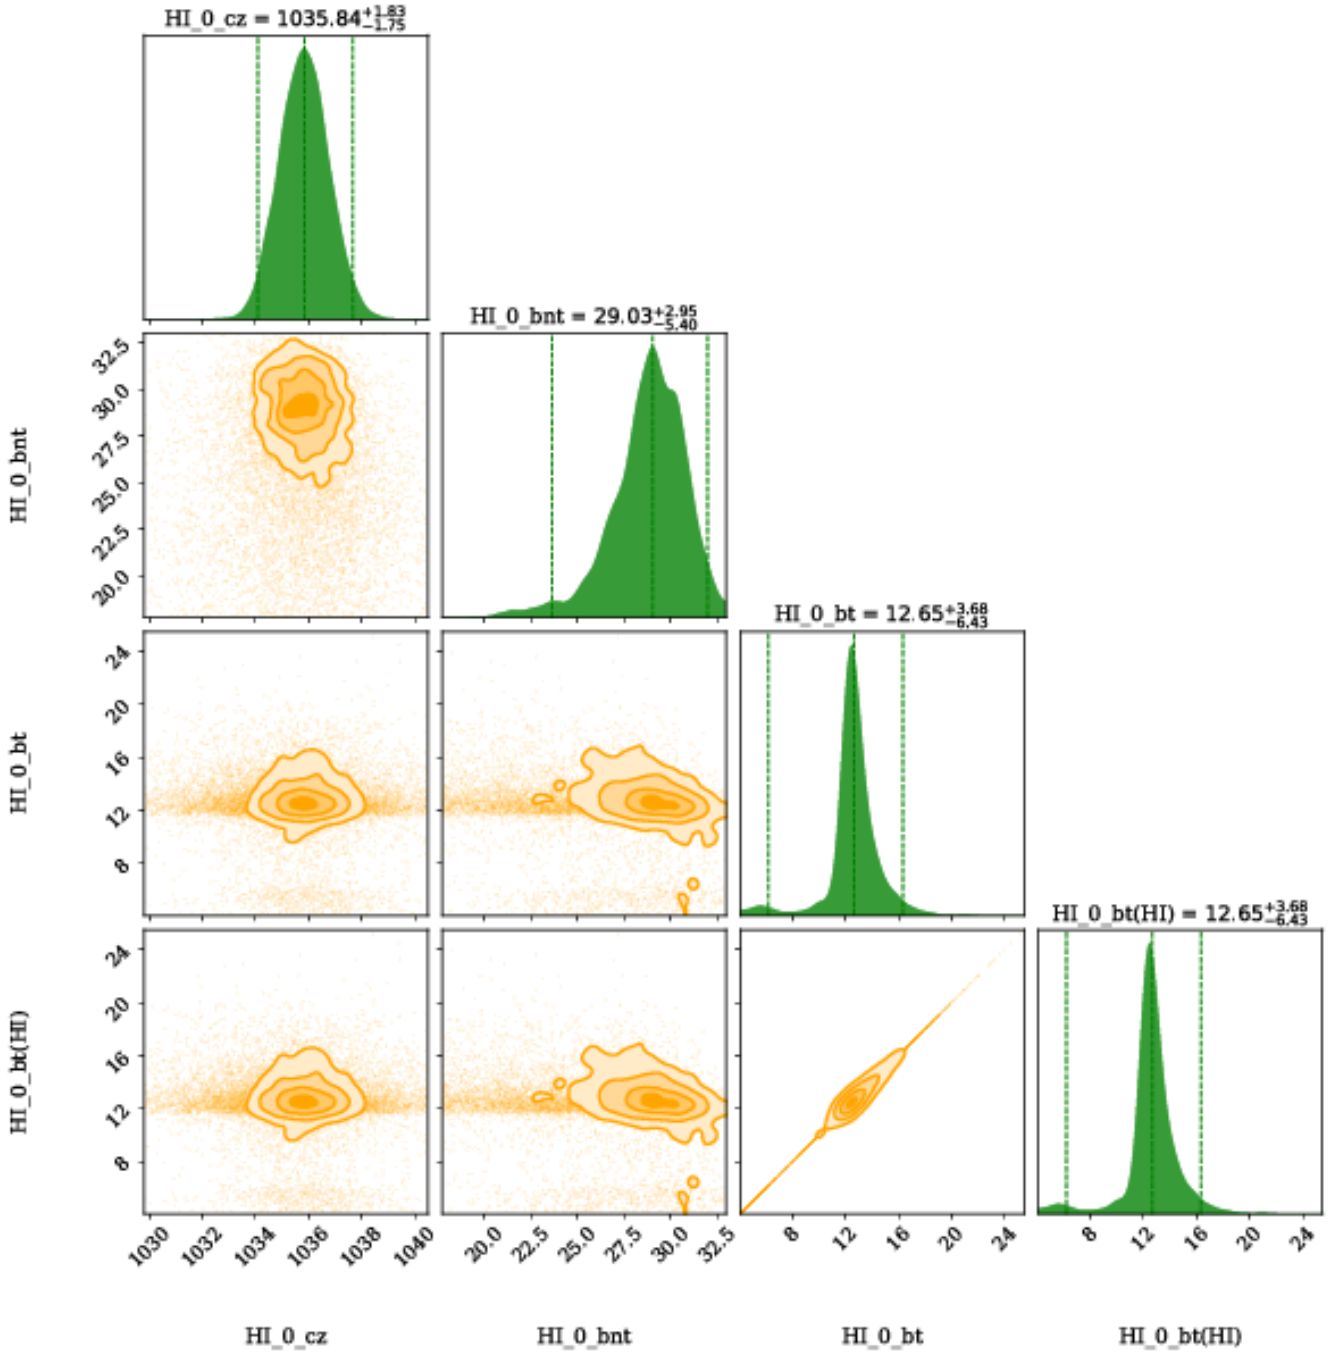 HI_0_cz = 1035.84+1.83−1.75
HI_0_bnt = 29.03+2.95−5.40
32.5
30.0
27.5
25.0
22.5
20.0
HI_0_bnt
HI_0_bt = 12.65+3.68−6.43
24
20
16
12
8
HI_0_bt
HI_0_bt(HI) = 12.65+3.68−6.43
24
20
16
12
8
HI_0_bt(HI)
1030 1032 1034 1036 1038 1040 20.0 22.5 25.0 27.5 30.0 32.5 8 12 16 20 24 8 12 16 20 24
HI_0_cz HI_0_bnt HI_0_bt HI_0_bt(HI)